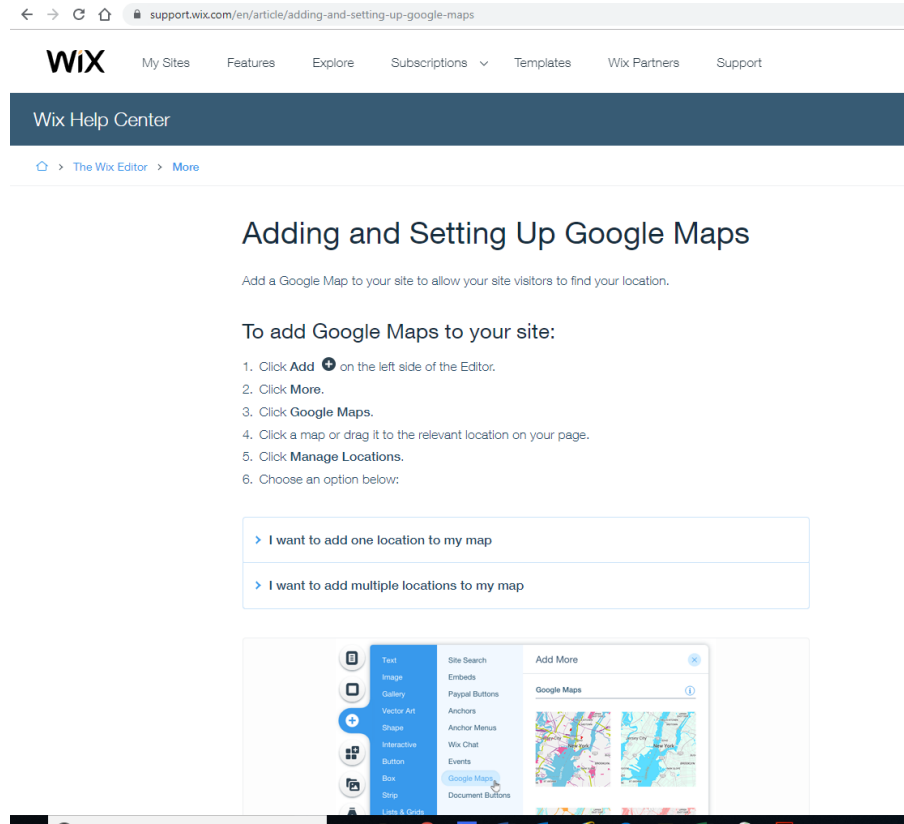 support.wix.com/en/article/adding-and-setting-up-google-maps
WiX My Sites Features Explore Subscriptions Templates Wix Partners Support
Wix Help Center
The Wix Editor > More
Adding and Setting Up Google Maps
Add a Google Map to your site to allow your site visitors to find your location.
To add Google Maps to your site:
1. Click Add on the left side of the Editor.
2. Click More.
3. Click Google Maps.
4. Click a map or drag it to the relevant location on your page.
5. Click Manage Locations.
6. Choose an option below:
I want to add one location to my map
I want to add multiple locations to my map
Text
Image
Gallery
Vector Art
Shape
Interactive
Button
Box
Strip
Lists & Grids
Site Search
Embeds
Paypal Buttons
Anchors
Anchor Menus
Wix Chat
Events
Google Maps
Document Buttons
Add More
Google Maps
New York
New York